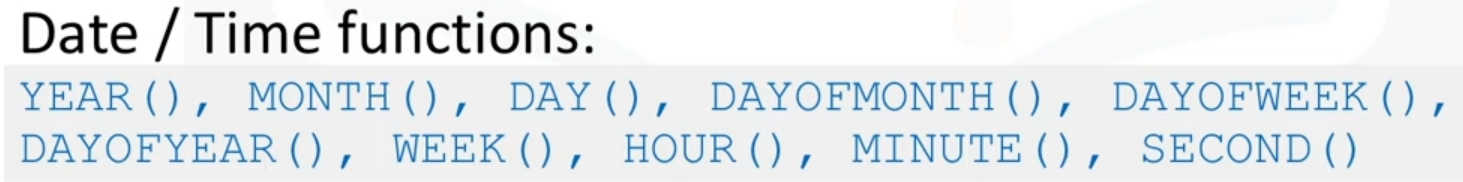 Date / Time functions:
YEAR(), MONTH(), DAY(), DAYOFMONTH(), DAYOFWEEK(),
DAYOFYEAR(), WEEK(), HOUR(), MINUTE(), SECOND()